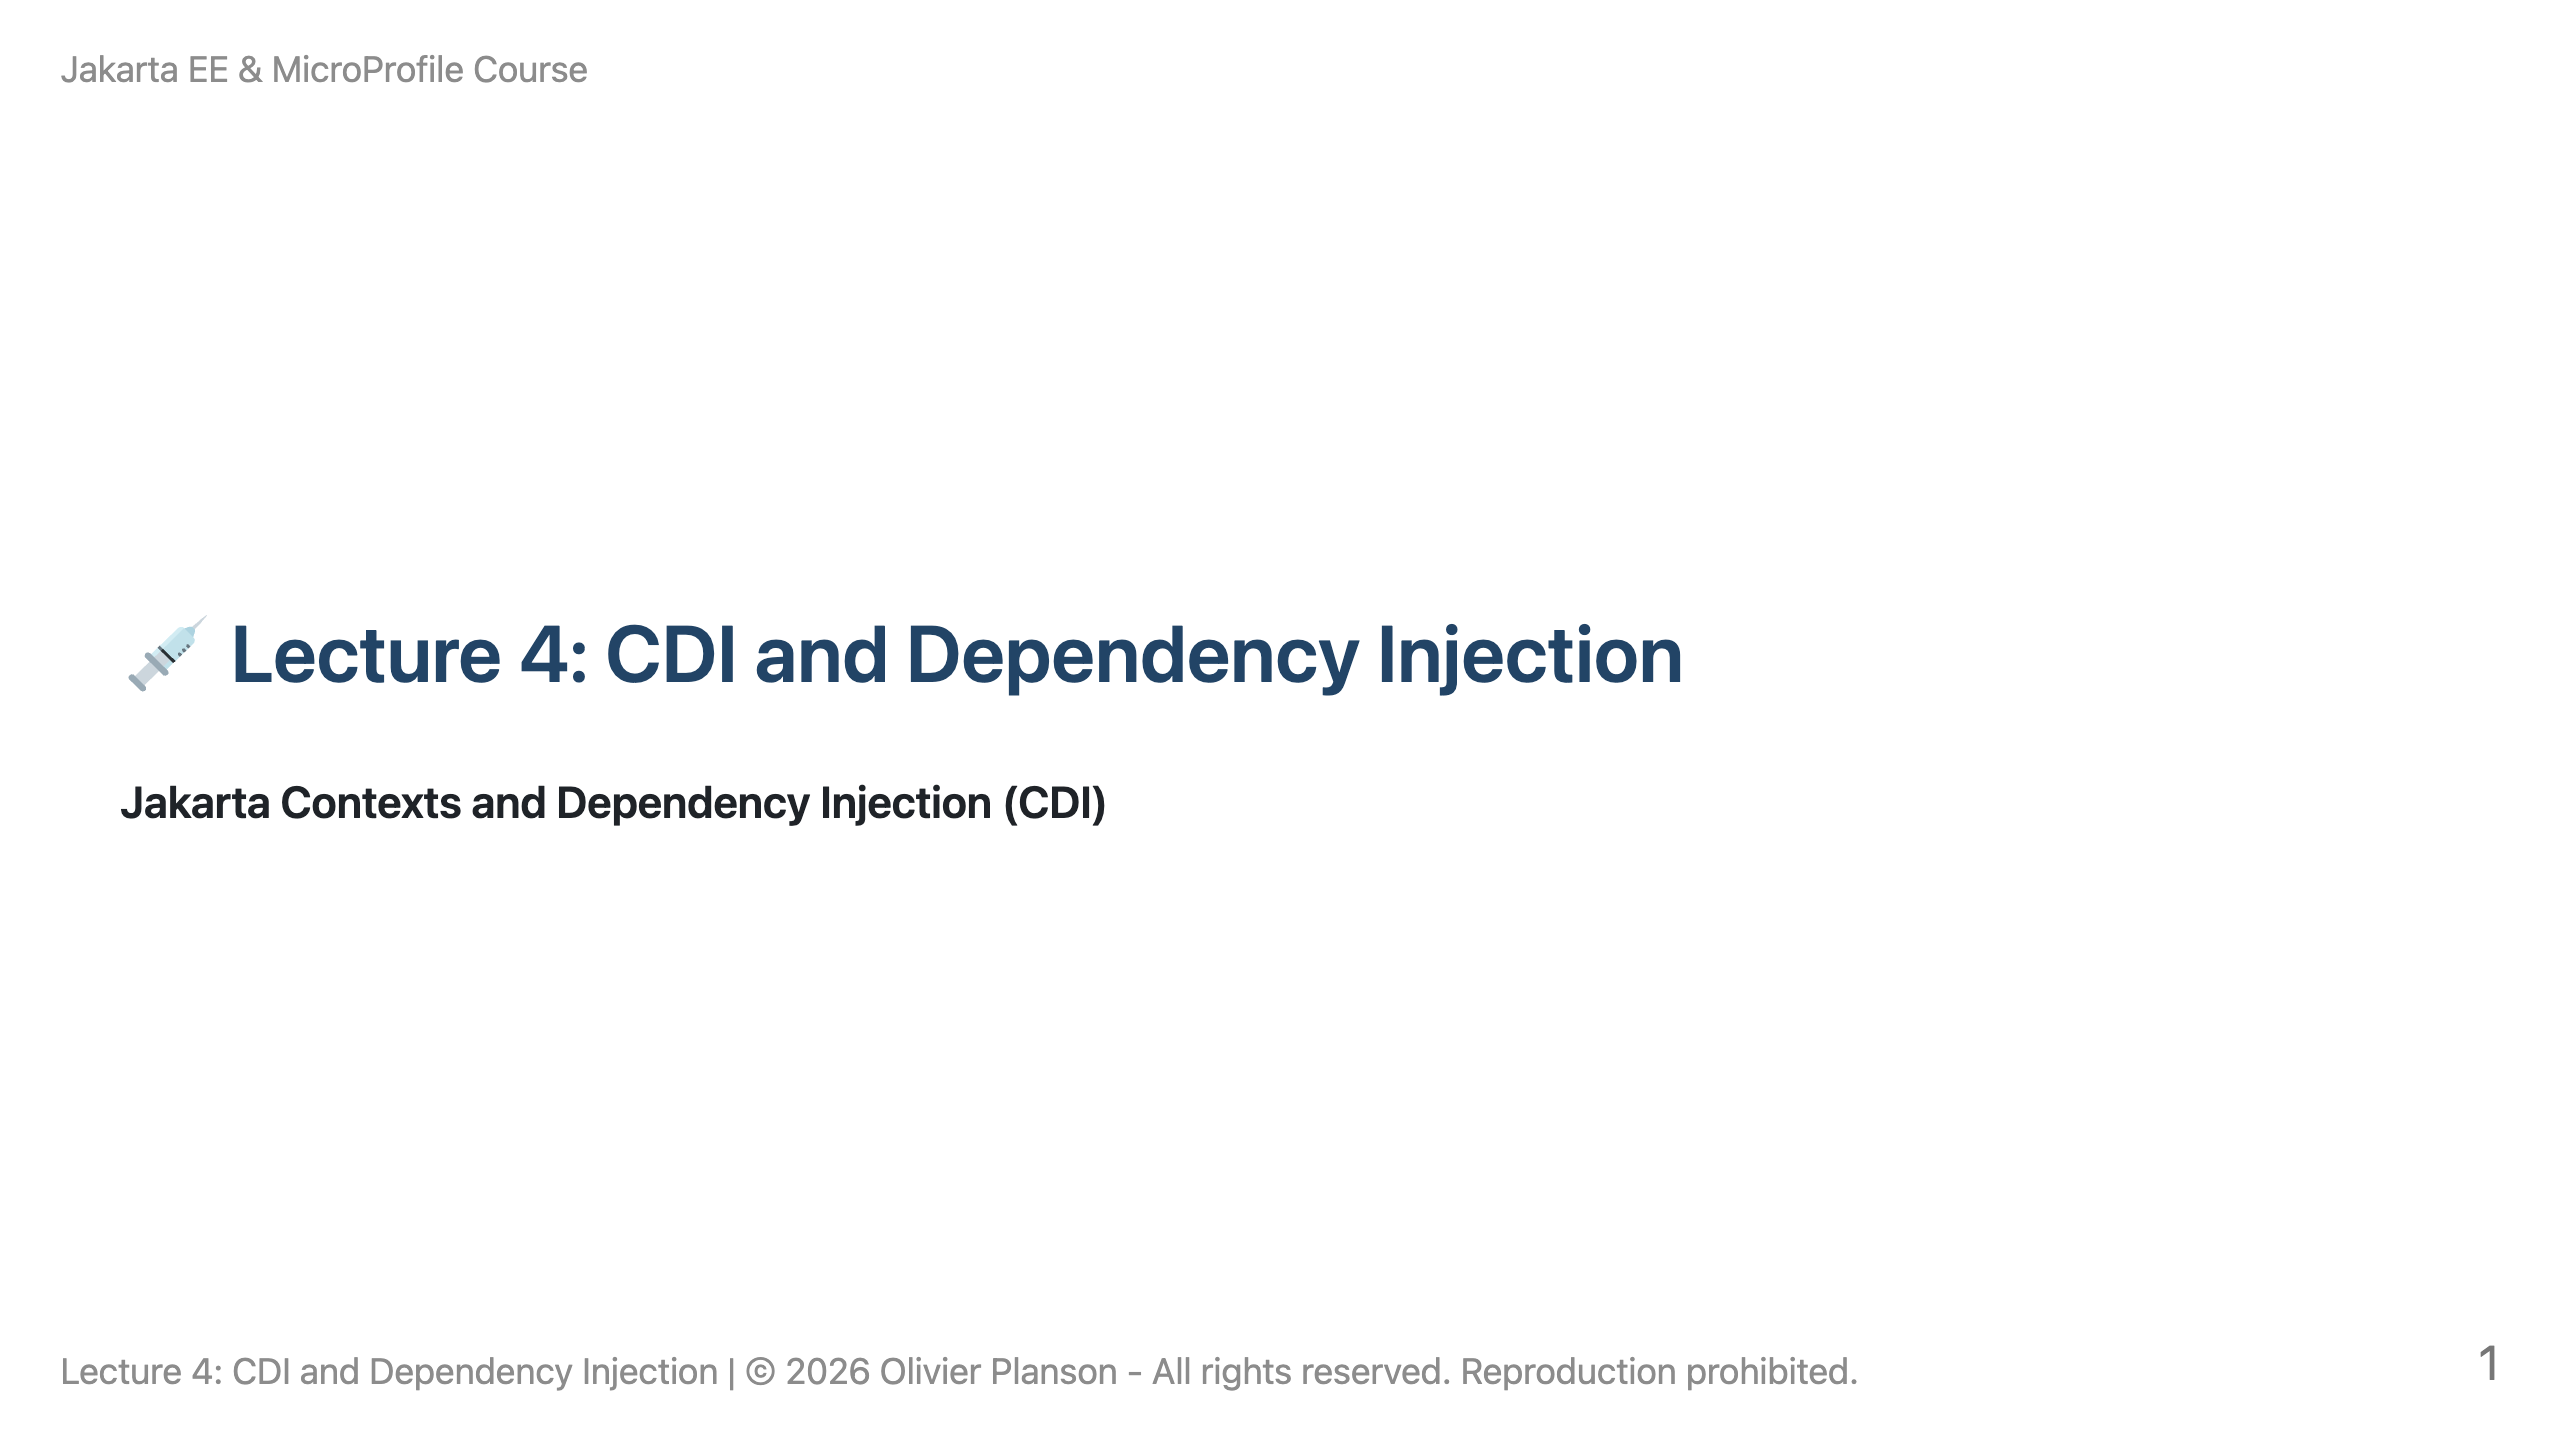 Jakarta EE & MicroProfile Course
Lecture 4: CDI and Dependency Injection
Jakarta Contexts and Dependency Injection (CDI)
Lecture 4: CDI and Dependency Injection | © 2026 Olivier Planson - All rights reserved. Reproduction prohibited.
1